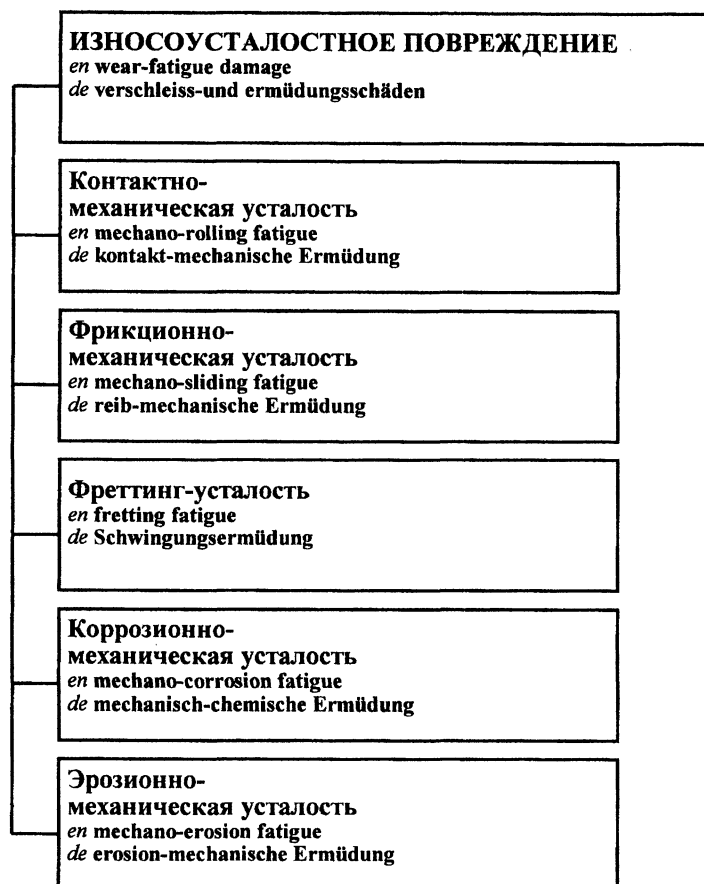 ИЗНОСОУСТАЛОСТНОЕ ПОВРЕЖДЕНИЕ
en wear-fatigue damage
de verschleiss-und ermüdungsschäden
Контактно-
механическая усталость
en mechano-rolling fatigue
de kontakt-mechanische Ermüdung
Фрикционно-
механическая усталость
en mechano-sliding fatigue
de reib-mechanische Ermüdung
Фреттинг-усталость
en fretting fatigue
de Schwingungsermüdung
Коррозионно-
механическая усталость
en mechano-corrosion fatigue
de mechanisch-chemische Ermüdung
Эрозионно-
механическая усталость
en mechano-erosion fatigue
de erosion-mechanische Ermüdung